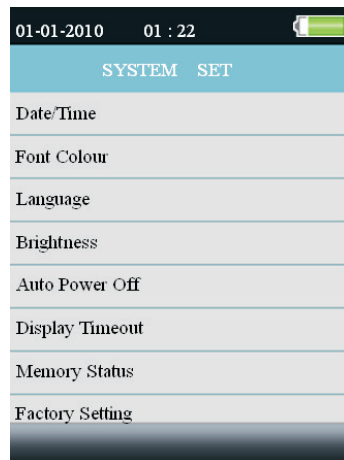 01-01-2010 01 : 22
SYSTEM SET
Date/Time
Font Colour
Language
Brightness
Auto Power Off
Display Timeout
Memory Status
Factory Setting